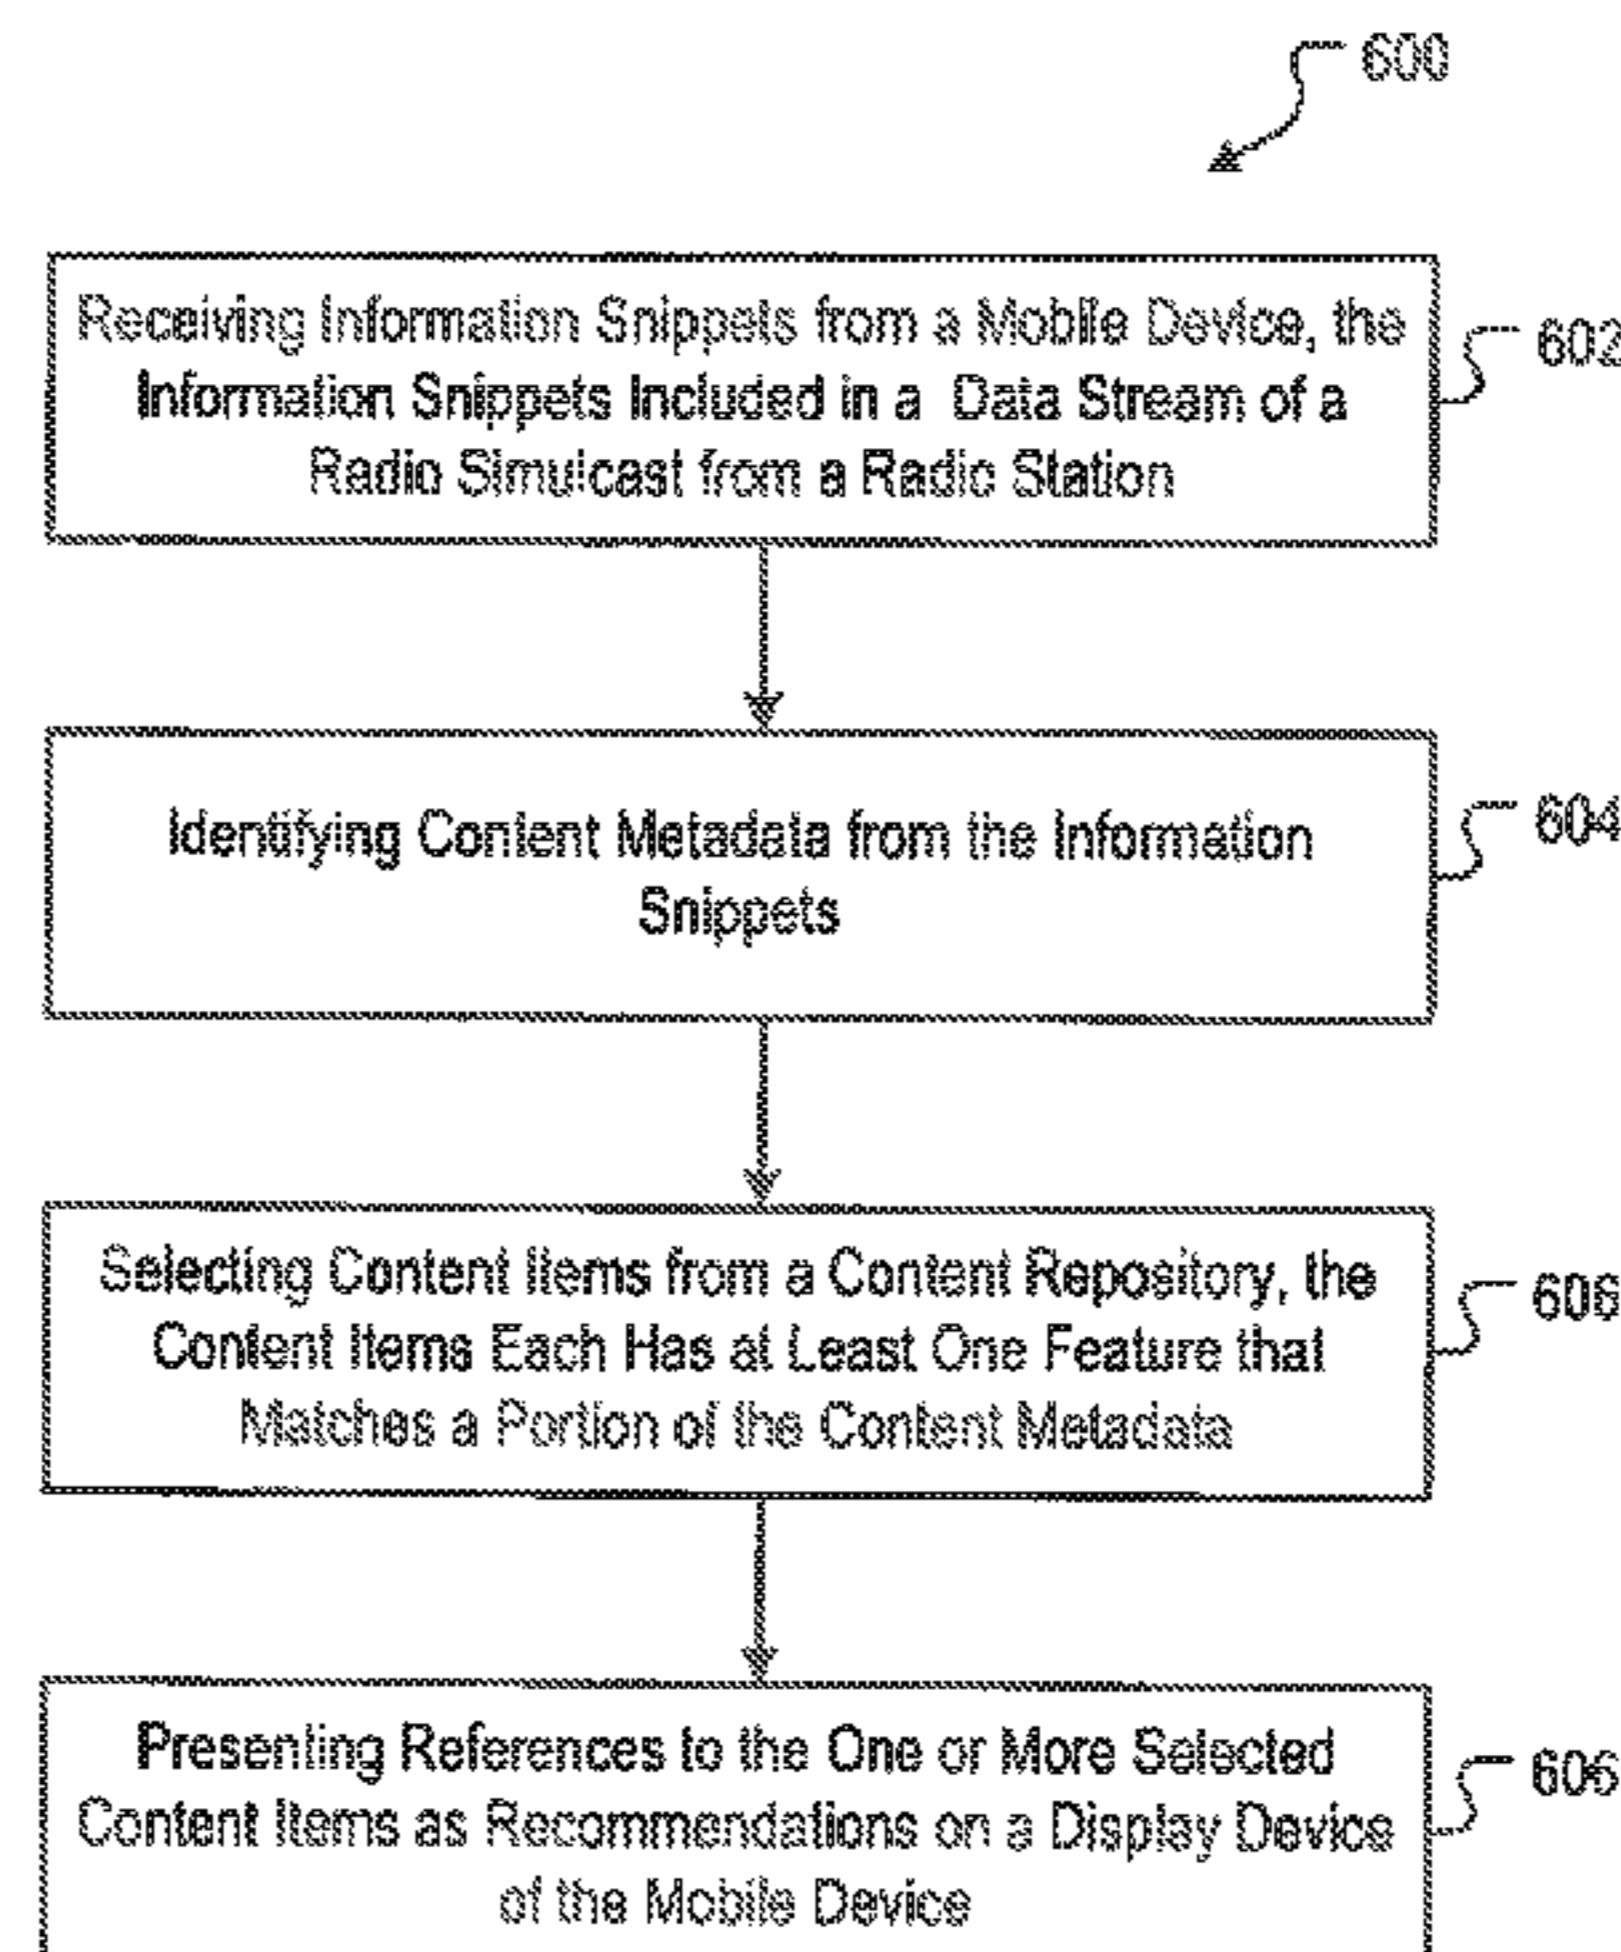 600
Receiving Information Snippets from a Mobile Device, the
Information Snippets Included in a Data Stream of a
Radio Simulcast from a Radio Station
602
Identifying Content Metadata from the Information
Snippets
604
Selecting Content Items from a Content Repository, the
Content Items Each Has at Least One Feature that
Matches a Portion of the Content Metadata
606
Presenting References to the One or More Selected
Content Items as Recommendations on a Display Device
of the Mobile Device
606